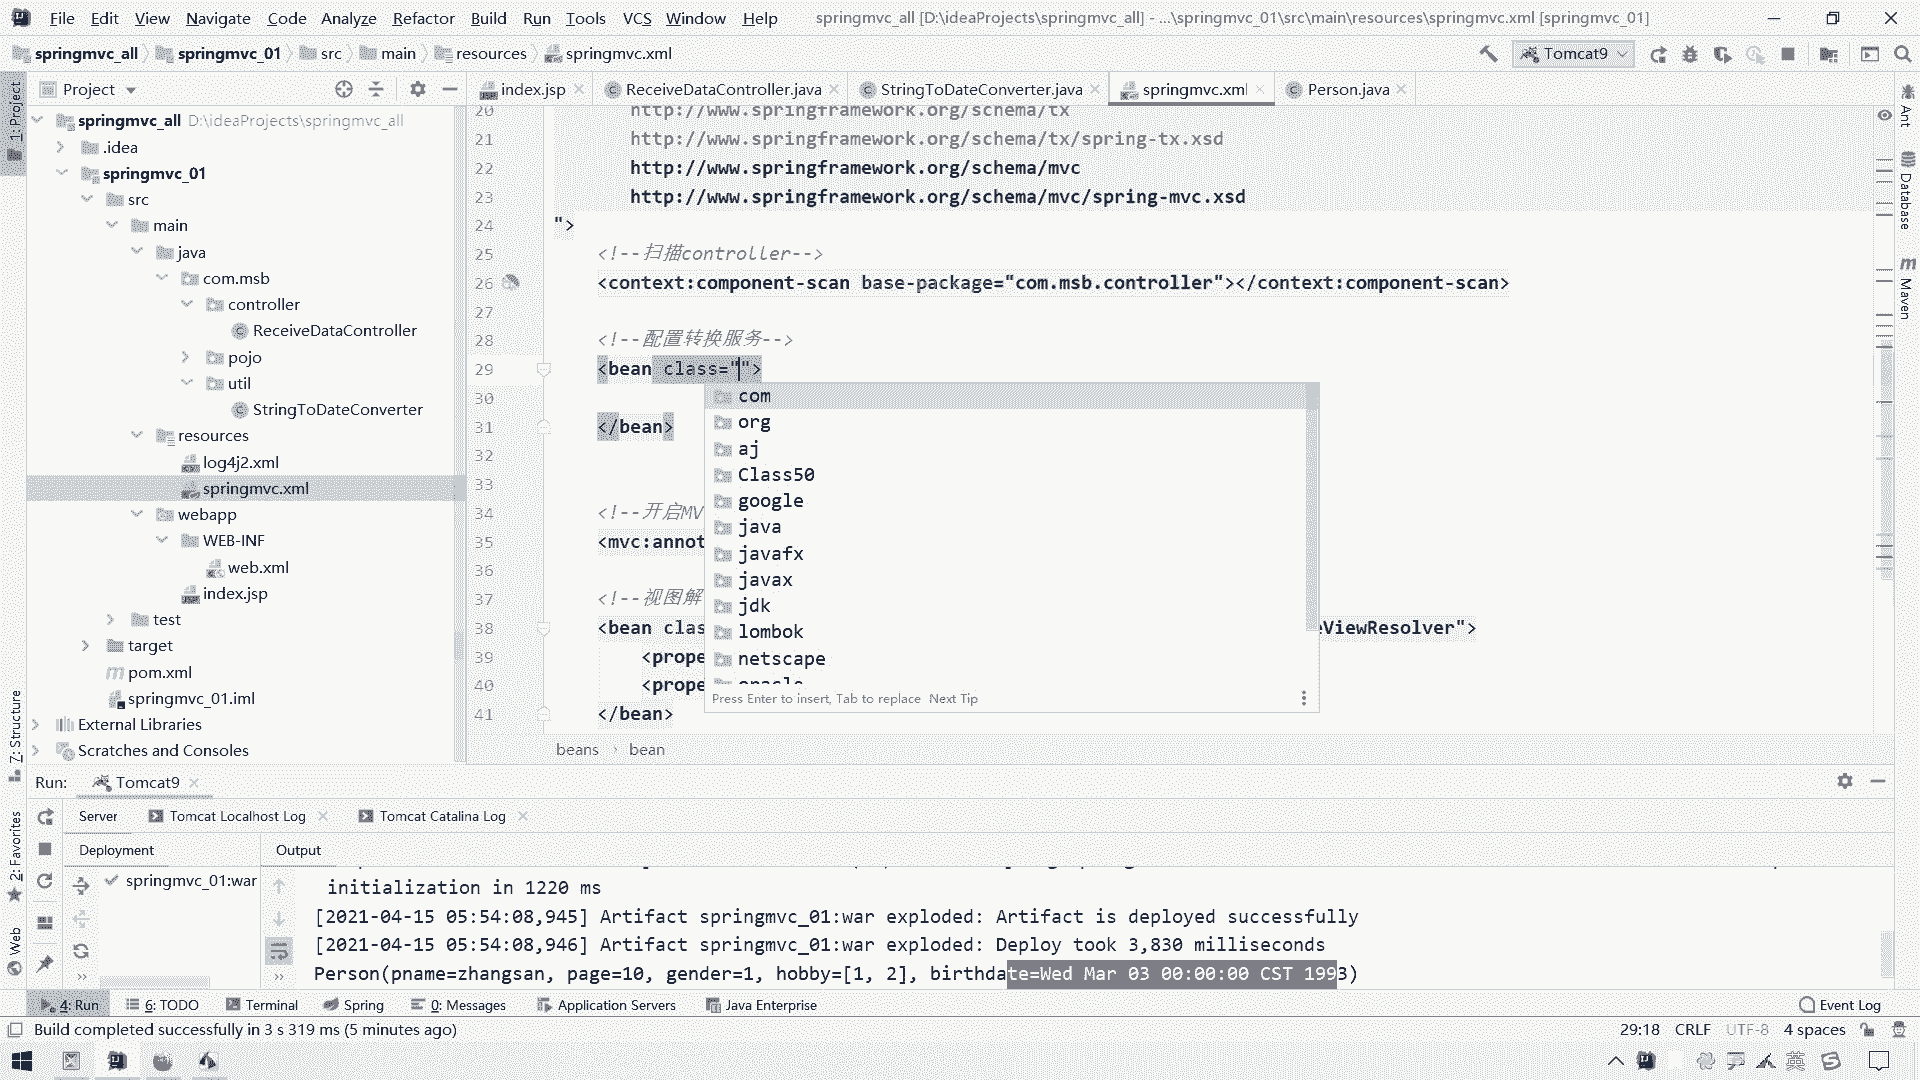 File Edit View Navigate Code Analyze Refactor Build Run Tools VCS Window Help springmvc_all [D:\ideaProjects\springmvc_all] - ...\springmvc_01\src\main\resources\springmvc.xml [springmvc_01]
springmvc_all springmvc_01 src main resources springmvc.xml Tomcat9
1: Project
Project
index.jsp ReceiveDataController.java StringToDateConverter.java springmvc.xml Person.java
springmvc_all D:\ideaProjects\springmvc_all
.idea
springmvc_01
src
main
java
com.msb
controller
ReceiveDataController
pojo
util
StringToDateConverter
resources
log4j2.xml
springmvc.xml
webapp
WEB-INF
web.xml
index.jsp
test
target
pom.xml
springmvc_01.iml
External Libraries
Scratches and Consoles
20 http://www.springframework.org/schema/tx
21 http://www.springframework.org/schema/tx/spring-tx.xsd
22 http://www.springframework.org/schema/mvc
23 http://www.springframework.org/schema/mvc/spring-mvc.xsd
24 ">
25 <!--扫描controller-->
26 <context:component-scan base-package="com.msb.controller"></context:component-scan>
27
28 <!--配置转换服务-->
29 <bean class="">
30
31 </bean>
32
33
34 <!--开启MV
35 <mvc:annot
36
37 <!--视图解
38 <bean clas eViewResolver">
39 <prope
40 <prope
41 </bean>
com
org
aj
Class50
google
java
javafx
javax
jdk
lombok
netscape
oracle
Press Enter to insert, Tab to replace Next Tip
beans › bean
Ant
Database
Maven
Z: Structure
2: Favorites
Web
Run: Tomcat9
Server Tomcat Localhost Log Tomcat Catalina Log
Deployment Output
springmvc_01:war
initialization in 1220 ms
[2021-04-15 05:54:08,945] Artifact springmvc_01:war exploded: Artifact is deployed successfully
[2021-04-15 05:54:08,946] Artifact springmvc_01:war exploded: Deploy took 3,830 milliseconds
Person(pname=zhangsan, page=10, gender=1, hobby=[1, 2], birthdate=Wed Mar 03 00:00:00 CST 1993)
4: Run 6: TODO Terminal Spring 0: Messages Application Servers Java Enterprise Event Log
Build completed successfully in 3 s 319 ms (5 minutes ago) 29:18 CRLF UTF-8 4 spaces
英